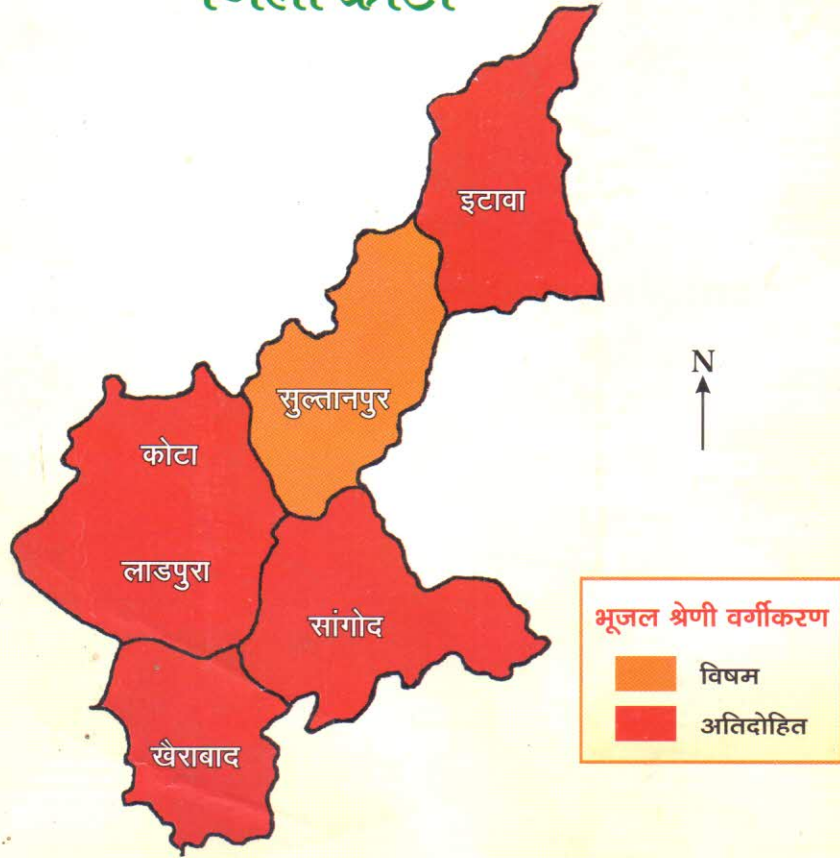 जिला कोटा
इटावा
सुल्तानपुर
कोटा
लाडपुरा
सांगोद
खैराबाद
N
भूजल श्रेणी वर्गीकरण
विषम
अतिदोहित